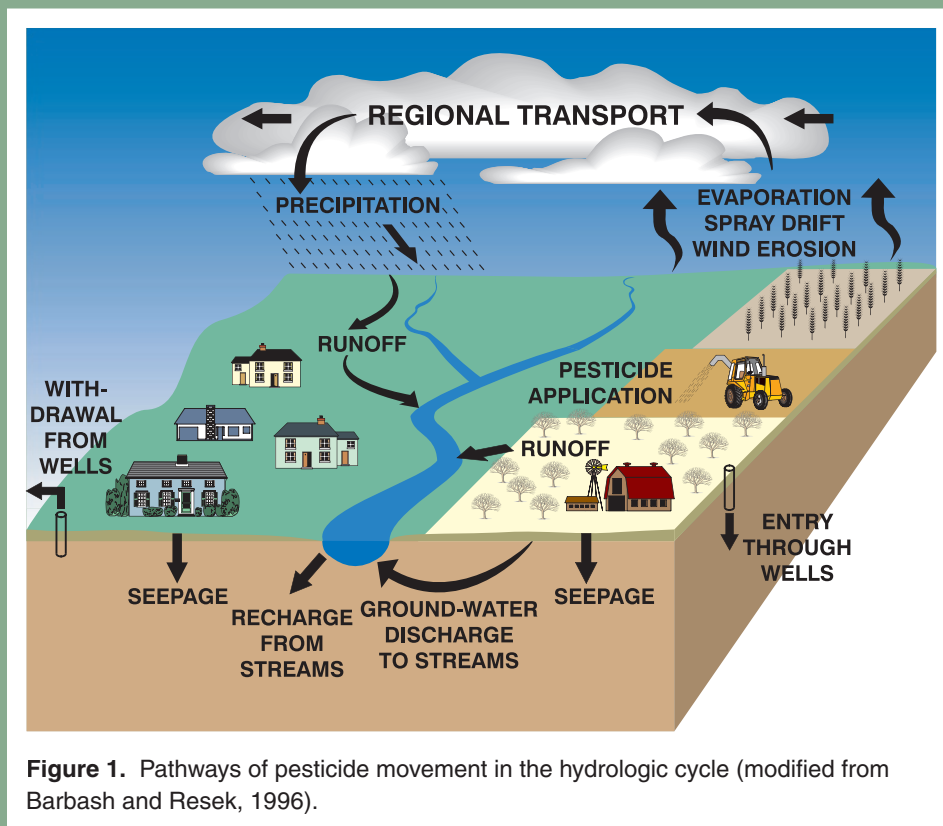 REGIONAL TRANSPORT
PRECIPITATION
EVAPORATION
SPRAY DRIFT
WIND EROSION
RUNOFF
WITH-
DRAWAL
FROM
WELLS
PESTICIDE
APPLICATION
RUNOFF
ENTRY
THROUGH
WELLS
SEEPAGE
RECHARGE
FROM
STREAMS
GROUND-WATER
DISCHARGE
TO STREAMS
SEEPAGE
Figure 1. Pathways of pesticide movement in the hydrologic cycle (modified from
Barbash and Resek, 1996).